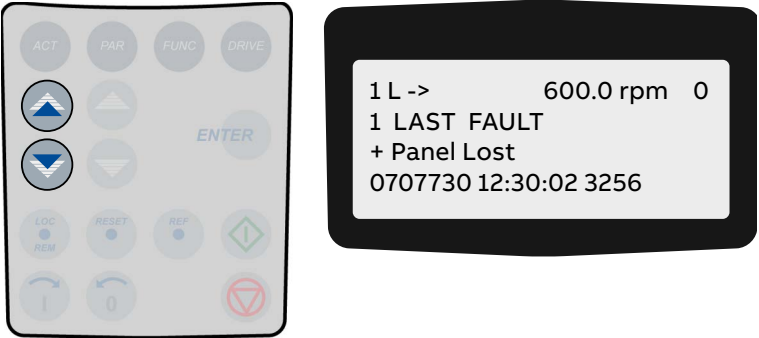 ACT PAR FUNC DRIVE
ENTER
LOC RESET REF
REM
I 0
1 L -> 600.0 rpm 0
1 LAST FAULT
+ Panel Lost
0707730 12:30:02 3256